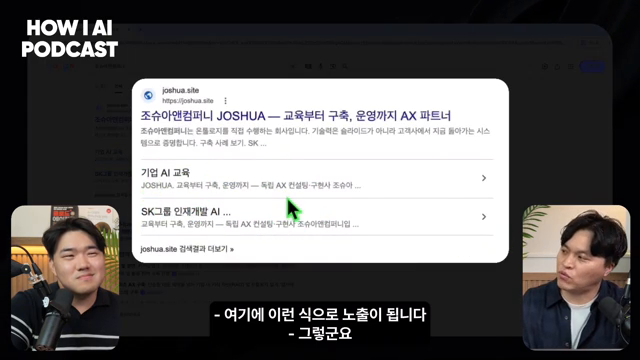 HOW I AI
PODCAST
joshua.site
https://joshua.site
조슈아앤컴퍼니 JOSHUA — 교육부터 구축, 운영까지 AX 파트너
조슈아앤컴퍼니는 온톨로지를 직접 수행하는 회사입니다. 기술력은 슬라이드가 아니라 고객사에서 지금 돌아가는 시스
템으로 증명합니다. 구축 사례 보기. SK ...
기업 AI 교육
JOSHUA. 교육부터 구축, 운영까지 — 독립 AX 컨설팅·구현사 조슈아 ...
SK그룹 인재개발 AI ...
교육부터 구축, 운영까지 — 독립 AX 컨설팅·구현사 조슈아앤컴퍼니입 ...
joshua.site 검색결과 더보기 »
- 여기에 이런 식으로 노출이 됩니다
- 그렇군요